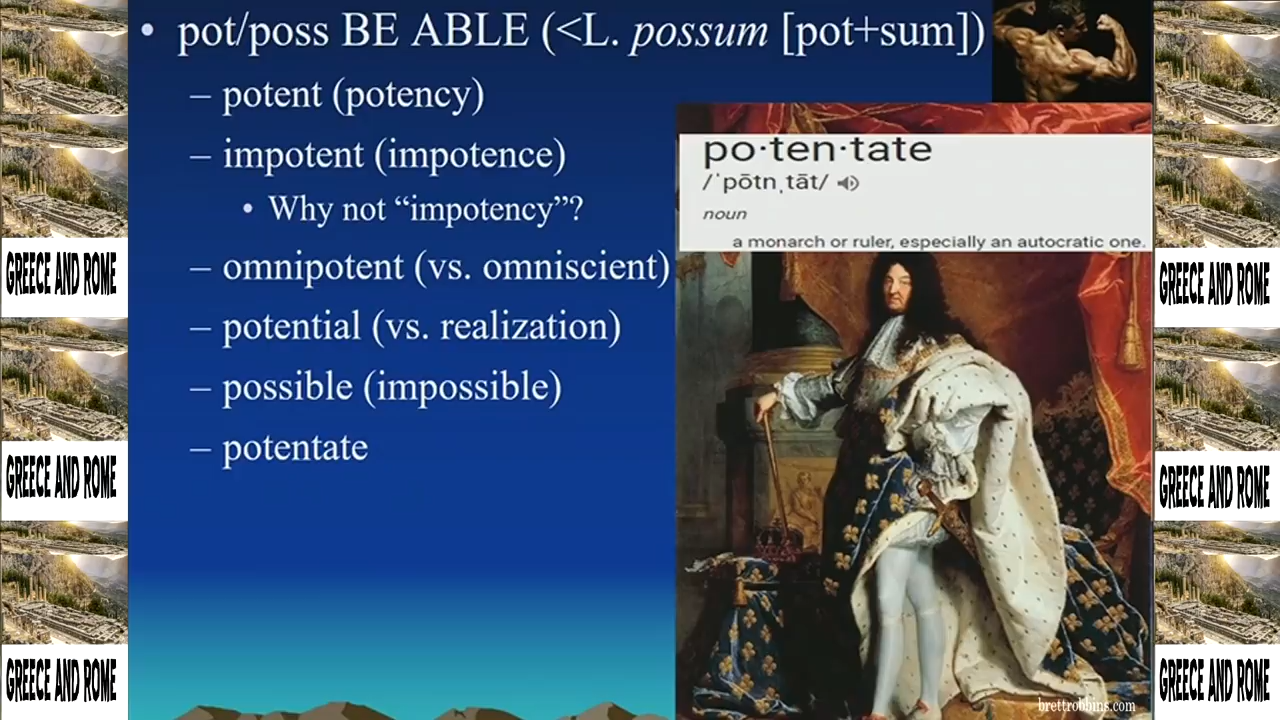 • pot/poss BE ABLE (<L. possum [pot+sum])
– potent (potency)
– impotent (impotence)
• Why not “impotency”?
– omnipotent (vs. omniscient)
– potential (vs. realization)
– possible (impossible)
– potentate
po·ten·tate
/ˈpōtnˌtāt/
noun
a monarch or ruler, especially an autocratic one.
brettrobbins.com
GREECE AND ROME
GREECE AND ROME
GREECE AND ROME
GREECE AND ROME
GREECE AND ROME
GREECE AND ROME